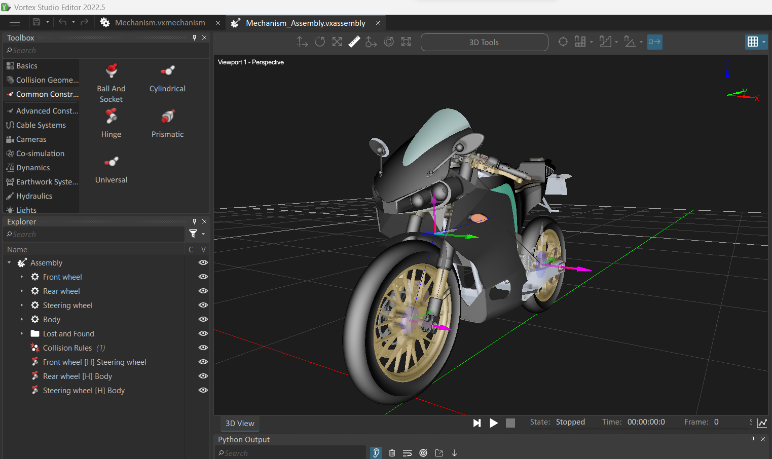 Vortex Studio Editor 2022.5
Mechanism.vxmechanism
Mechanism_Assembly.vxassembly
Toolbox
Search
Basics
Collision Geome...
Common Constr...
Advanced Const...
Cable Systems
Cameras
Co-simulation
Dynamics
Earthwork Syste...
Hydraulics
Lights
Ball And
Socket
Cylindrical
Hinge
Prismatic
Universal
3D Tools
Viewport 1 - Perspective
Explorer
Search
Name
C V
Assembly
Front wheel
Rear wheel
Steering wheel
Body
Lost and Found
Collision Rules (1)
Front wheel [H] Steering wheel
Rear wheel [H] Body
Steering wheel [H] Body
3D View
State: Stopped Time: 00:00:00:0 Frame: 0
Python Output
Search